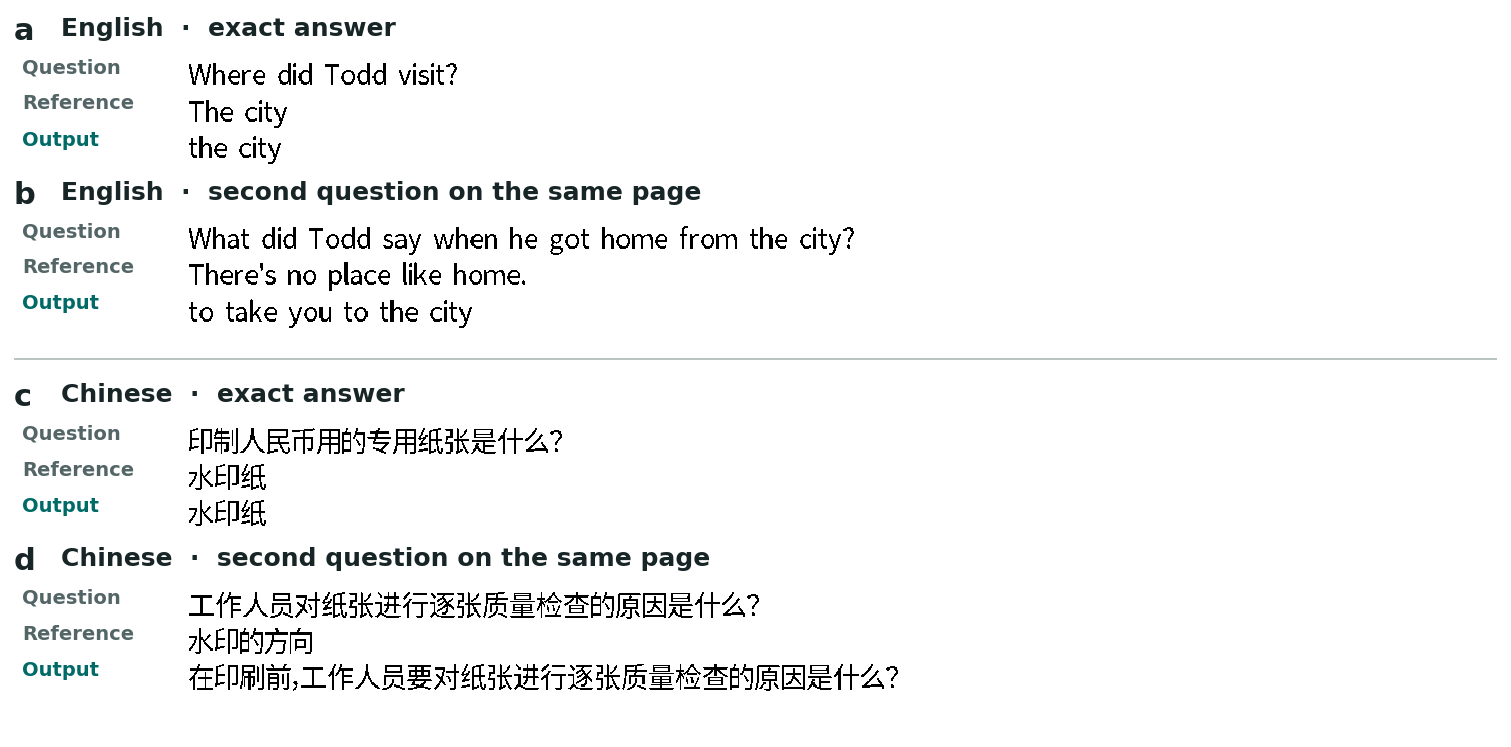 a English · exact answer
Question Where did Todd visit?
Reference The city
Output the city
b English · second question on the same page
Question What did Todd say when he got home from the city?
Reference There's no place like home.
Output to take you to the city
c Chinese · exact answer
Question 印制人民币用的专用纸张是什么?
Reference 水印纸
Output 水印纸
d Chinese · second question on the same page
Question 工作人员对纸张进行逐张质量检查的原因是什么?
Reference 水印的方向
Output 在印刷前,工作人员要对纸张进行逐张质量检查的原因是什么?